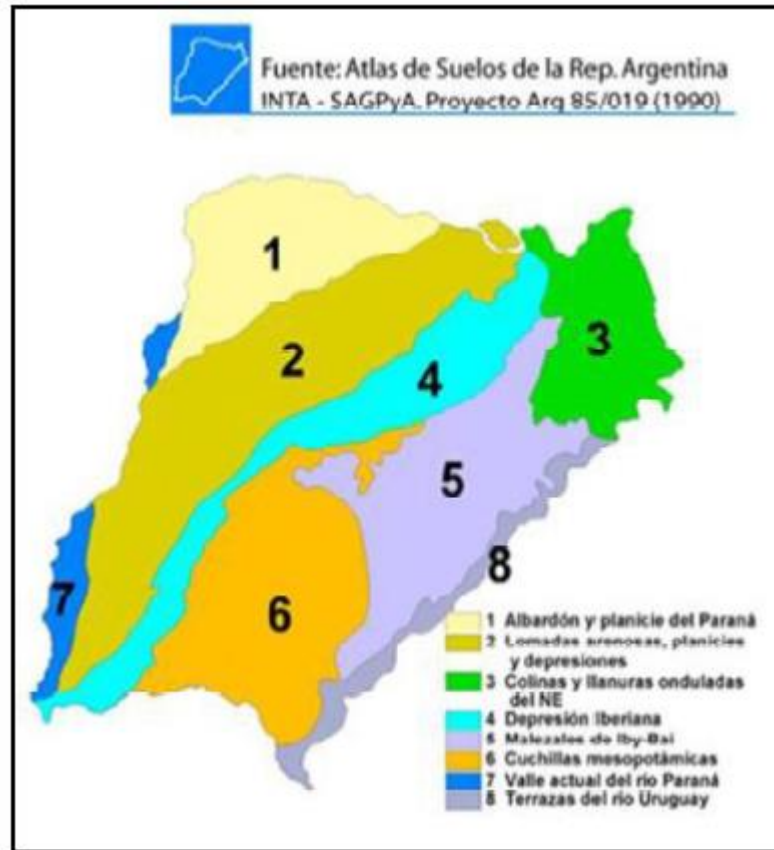 Fuente: Atlas de Suelos de la Rep. Argentina
INTA - SAGPyA. Proyecto Arg 85/019 (1990)
1
2
3
4
5
6
7
8
1 Albardón y planicie del Paraná
2 Lomadas arenosas, planicies
y depresiones
3 Colinas y llanuras onduladas
del NE
4 Depresión Iberiana
5 Malezales de Iby-Bai
6 Cuchillas mesopotámicas
7 Valle actual del río Paraná
8 Terrazas del río Uruguay